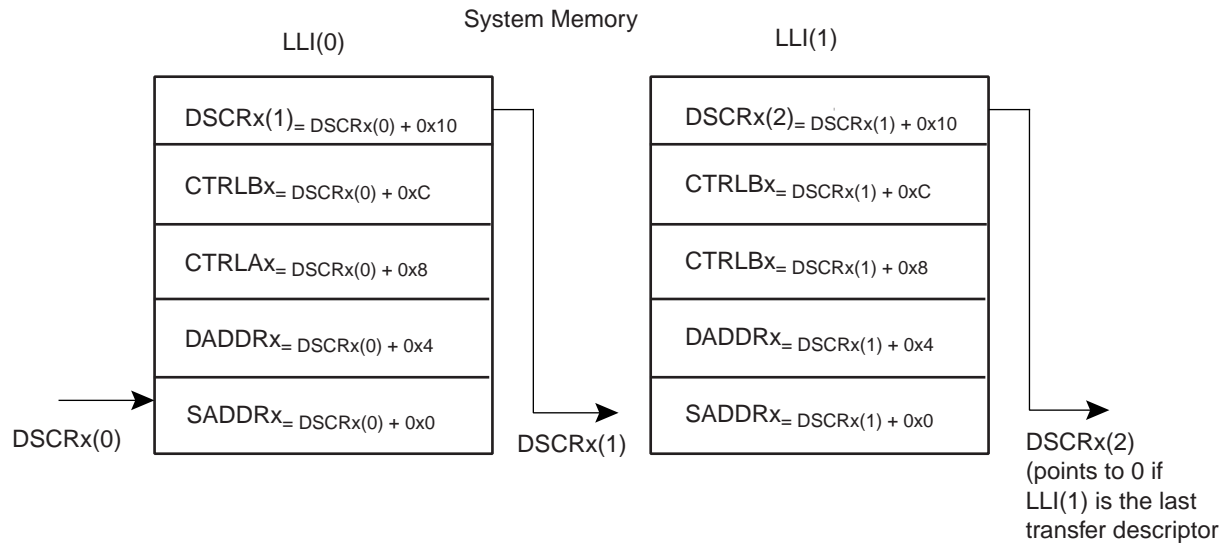 System Memory
LLI(0)
LLI(1)
DSCRx(1)= DSCRx(0) + 0x10
CTRLBx= DSCRx(0) + 0xC
CTRLAx= DSCRx(0) + 0x8
DADDRx= DSCRx(0) + 0x4
SADDRx= DSCRx(0) + 0x0
DSCRx(0)
DSCRx(1)
DSCRx(2)= DSCRx(1) + 0x10
CTRLBx= DSCRx(1) + 0xC
CTRLBx= DSCRx(1) + 0x8
DADDRx= DSCRx(1) + 0x4
SADDRx= DSCRx(1) + 0x0
DSCRx(2)
(points to 0 if
LLI(1) is the last
transfer descriptor